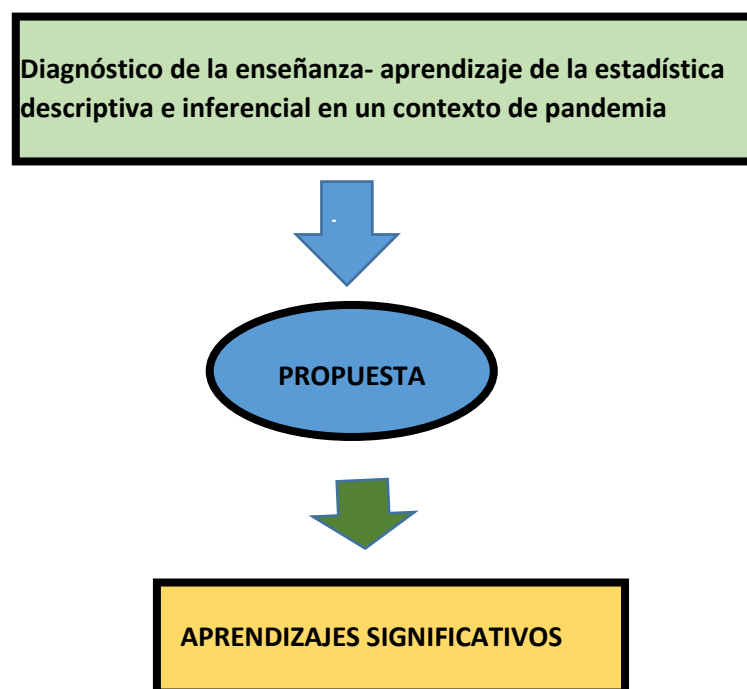 Diagnóstico de la enseñanza- aprendizaje de la estadística
descriptiva e inferencial en un contexto de pandemia
-
PROPUESTA
APRENDIZAJES SIGNIFICATIVOS